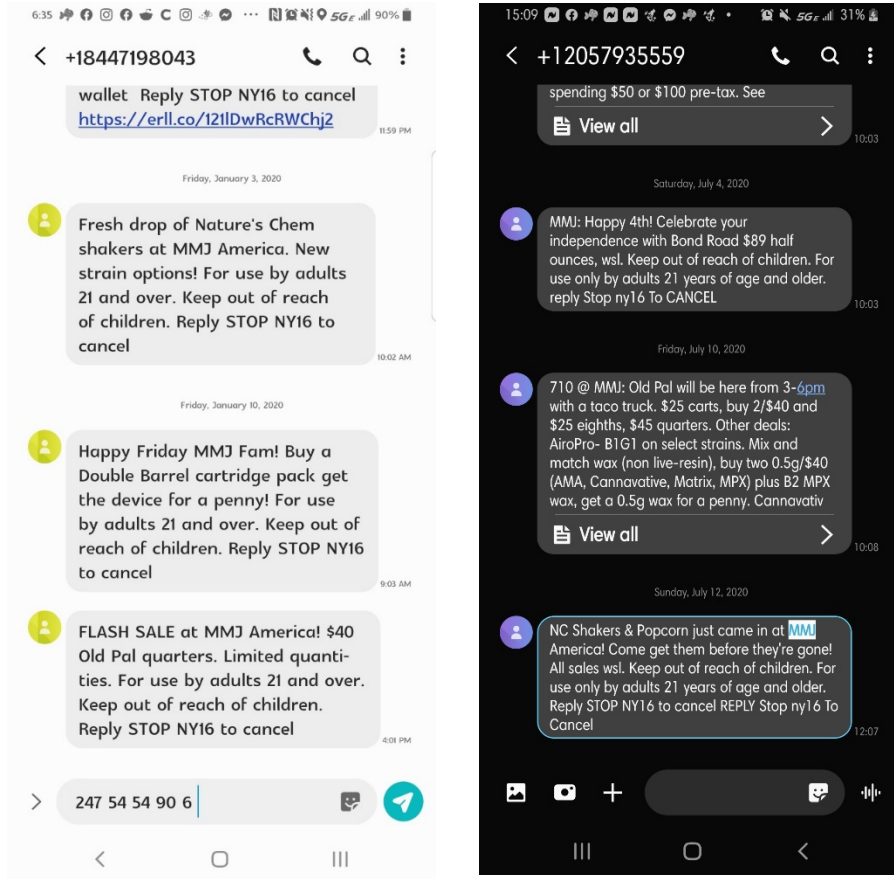 6:35
5GE
90%
+18447198043
wallet Reply STOP NY16 to cancel
https://erll.co/121lDwRcRWChj2
11:59 PM
Friday, January 3, 2020
Fresh drop of Nature's Chem
shakers at MMJ America. New
strain options! For use by adults
21 and over. Keep out of reach
of children. Reply STOP NY16 to
cancel
10:02 AM
Friday, January 10, 2020
Happy Friday MMJ Fam! Buy a
Double Barrel cartridge pack get
the device for a penny! For use
by adults 21 and over. Keep out of
reach of children. Reply STOP NY16
to cancel
9:03 AM
FLASH SALE at MMJ America! $40
Old Pal quarters. Limited quanti-
ties. For use by adults 21 and over.
Keep out of reach of children.
Reply STOP NY16 to cancel
4:01 PM
247 54 54 90 6
15:09
5GE
31%
+12057935559
spending $50 or $100 pre-tax. See
View all
10:03
Saturday, July 4, 2020
MMJ: Happy 4th! Celebrate your
independence with Bond Road $89 half
ounces, wsl. Keep out of reach of children. For
use only by adults 21 years of age and older.
reply Stop ny16 To CANCEL
10:03
Friday, July 10, 2020
710 @ MMJ: Old Pal will be here from 3-6pm
with a taco truck. $25 carts, buy 2/$40 and
$25 eighths, $45 quarters. Other deals:
AiroPro- B1G1 on select strains. Mix and
match wax (non live-resin), buy two 0.5g/$40
(AMA, Cannavative, Matrix, MPX) plus B2 MPX
wax, get a 0.5g wax for a penny. Cannavativ
View all
10:08
Sunday, July 12, 2020
NC Shakers & Popcorn just came in at MMJ
America! Come get them before they're gone!
All sales wsl. Keep out of reach of children. For
use only by adults 21 years of age and older.
Reply STOP NY16 to cancel REPLY Stop ny16 To
Cancel
12:07